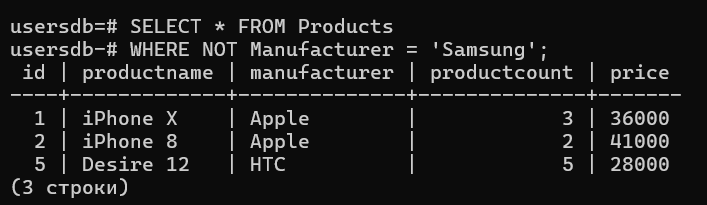 usersdb=# SELECT * FROM Products
usersdb-# WHERE NOT Manufacturer = 'Samsung';
 id | productname | manufacturer | productcount | price
----+-------------+--------------+--------------+-------
  1 | iPhone X    | Apple        |            3 | 36000
  2 | iPhone 8    | Apple        |            2 | 41000
  5 | Desire 12   | HTC          |            5 | 28000
(3 строки)